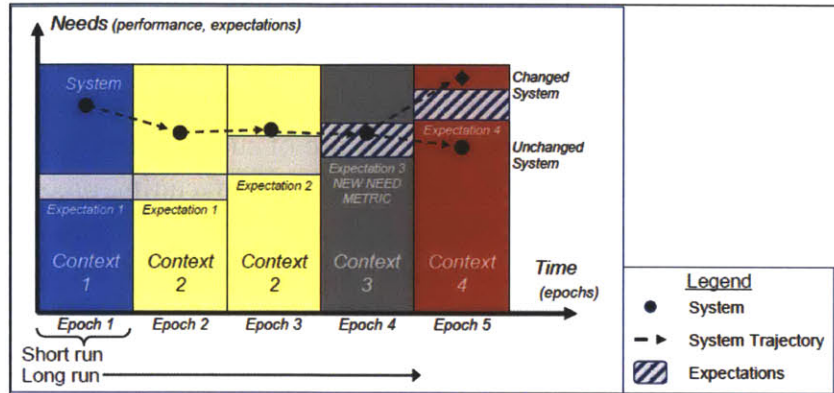 Needs (performance, expectations)
System
Changed
System
Unchanged
System
Expectation 1
Expectation 1
Expectation 2
Expectation 3
NEW NEED
METRIC
Expectation 4
Context
1
Context
2
Context
2
Context
3
Context
4
Time
(epochs)
Epoch 1
Epoch 2
Epoch 3
Epoch 4
Epoch 5
Short run
Long run
Legend
System
System Trajectory
Expectations